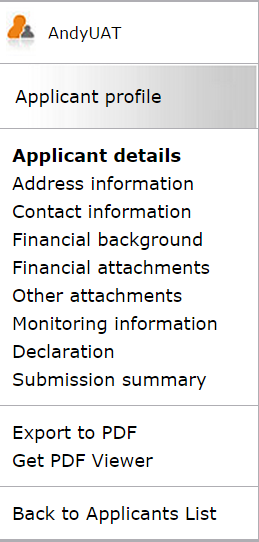 AndyUAT
Applicant profile
Applicant details
Address information
Contact information
Financial background
Financial attachments
Other attachments
Monitoring information
Declaration
Submission summary
Export to PDF
Get PDF Viewer
Back to Applicants List